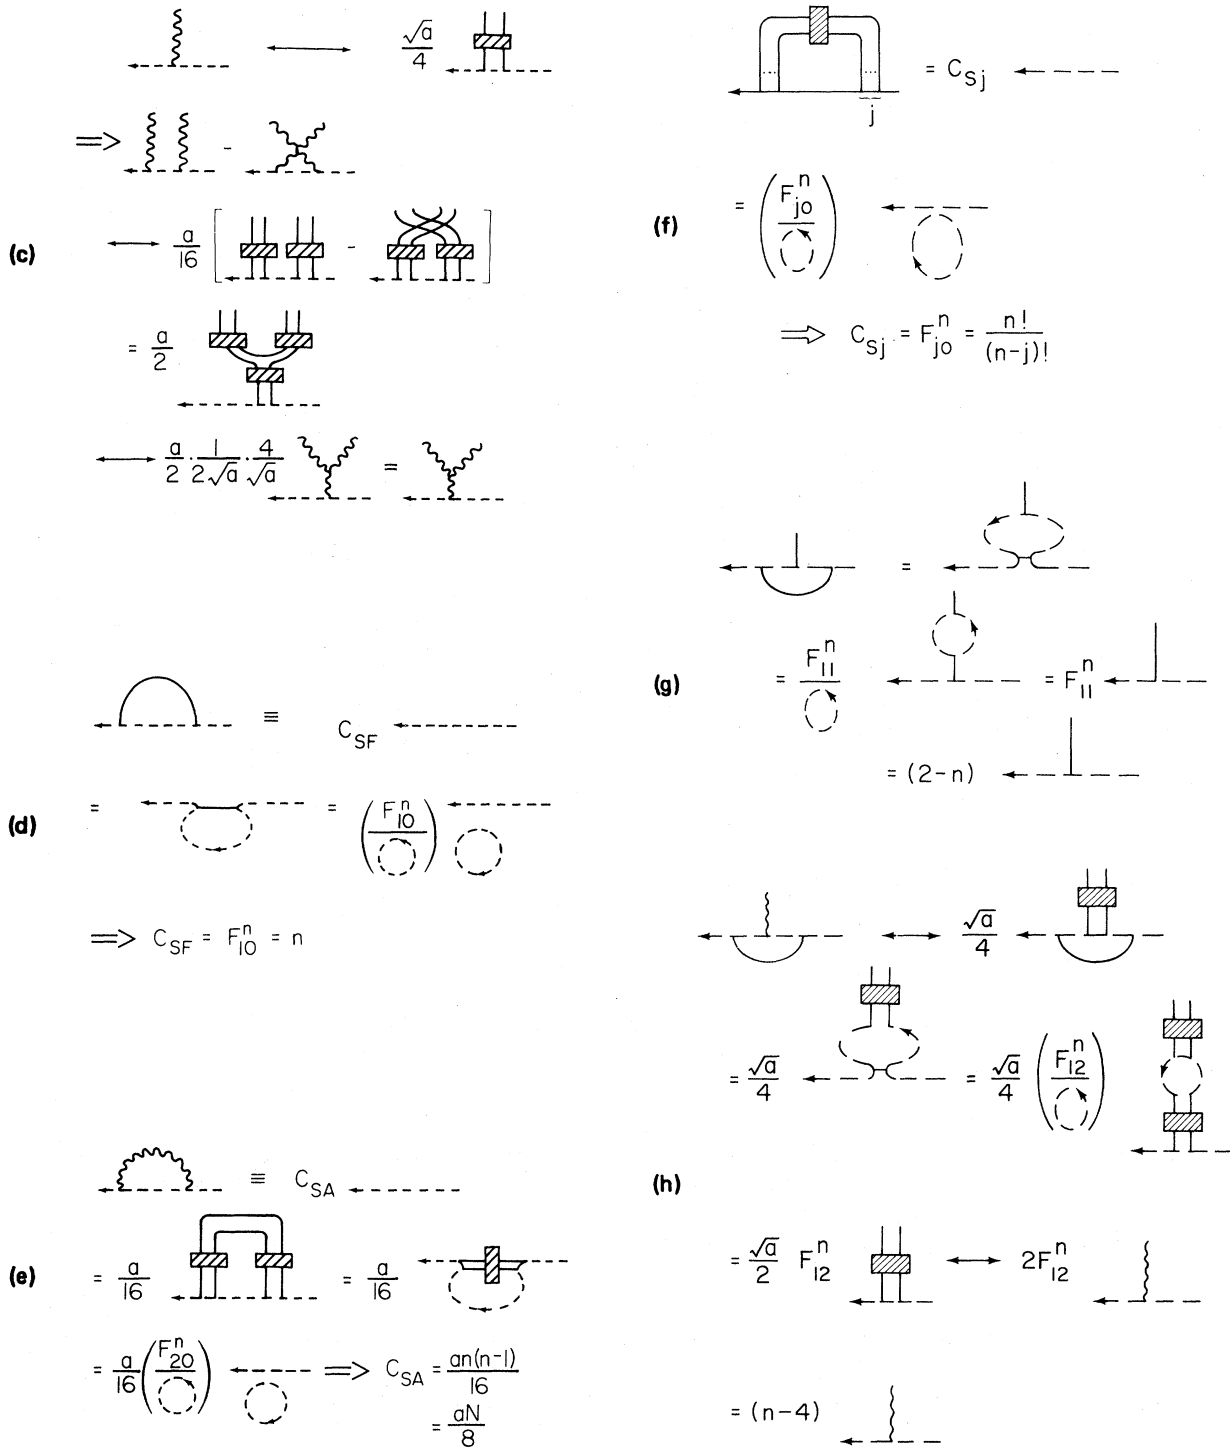 √a/4
⇒ -
(c)
↔ a/16 [ - ]
= a/2
↔ a/2 · 1/2√a · 4/√a =
(d)
≡ C_SF
= = (F^n_10 / )
⇒ C_SF = F^n_10 = n
(e)
≡ C_SA
= a/16 = a/16
= a/16 (F^n_20 / ) ⇒ C_SA = an(n-1)/16
= aN/8
= C_Sj
j
(f)
= (F^n_j0 / )
⇒ C_Sj = F^n_j0 = n!/(n-j)!
(g)
=
= F^n_11 / = F^n_11
= (2-n)
(h)
↔ √a/4
= √a/4 = √a/4 (F^n_12 / )
= √a/2 F^n_12 ↔ 2F^n_12
= (n-4)